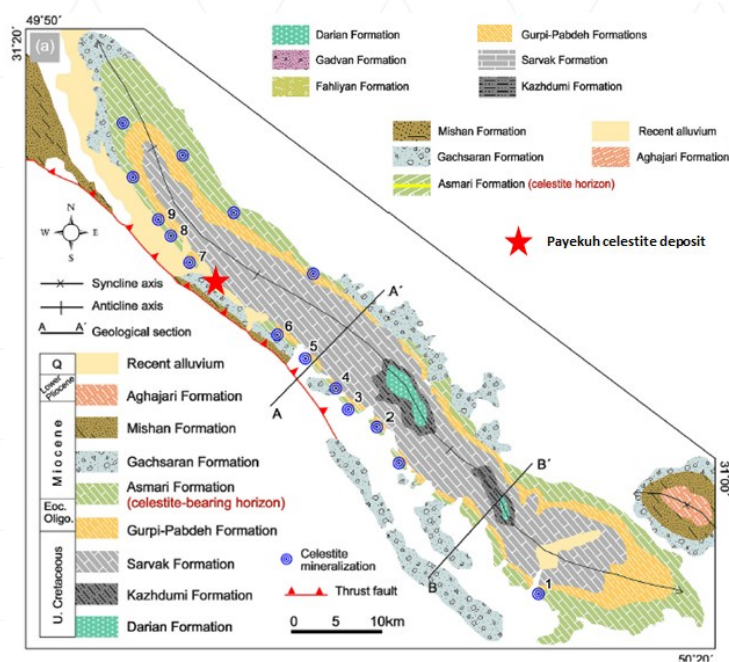 49°50'
31°20'
(a)
Darian Formation
Gadvan Formation
Fahliyan Formation
Gurpi-Pabdeh Formations
Sarvak Formation
Kazhdumi Formation
Mishan Formation
Gachsaran Formation
Asmari Formation (celestite horizon)
Recent alluvium
Aghajari Formation
Payekuh celestite deposit
N
W E
S
Syncline axis
Anticline axis
A A' Geological section
9
8
7
6
5
4
3
2
1
A'
A
B'
B
31°00'
Q
Lower Pliocene
Miocene
Eoc. Oligo.
U. Cretaceous
Recent alluvium
Aghajari Formation
Mishan Formation
Gachsaran Formation
Asmari Formation
(celestite-bearing horizon)
Gurpi-Pabdeh Formation
Sarvak Formation
Kazhdumi Formation
Darian Formation
Celestite mineralization
Thrust fault
0 5 10km
50°20'